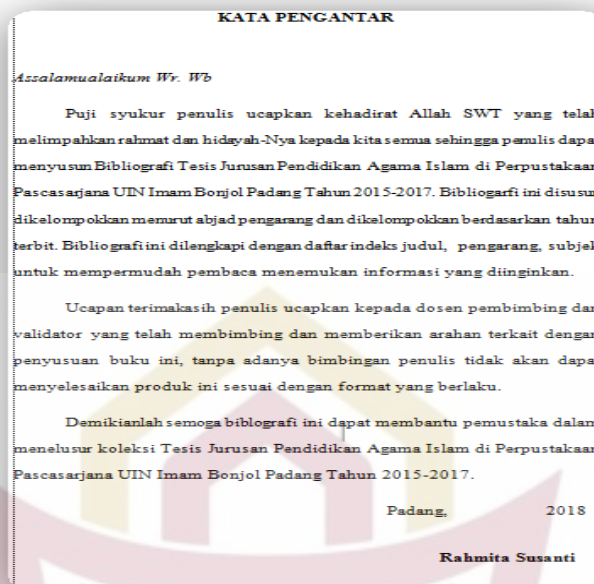 KATA PENGANTAR
Assalamualaikum Wr. Wb
Puji syukur penulis ucapkan kehadirat Allah SWT yang telah
melimpahkan rahmat dan hidayah-Nya kepada kita semua sehingga penulis dapa
menyusun Bibliografi Tesis Jurusan Pendidikan Agama Islam di Perpustakaan
Pascasarjana UIN Imam Bonjol Padang Tahun 2015-2017. Bibliogarfi ini disusun
dikelompokkan menurut abjad pengarang dan dikelompokkan berdasarkan tahun
terbit. Bibliografi ini dilengkapi dengan daftar indeks judul, pengarang, subjek
untuk mempermudah pembaca menemukan informasi yang diinginkan.
Ucapan terimakasih penulis ucapkan kepada dosen pembimbing dan
validator yang telah membimbing dan memberikan arahan terkait dengan
penyusuan buku ini, tanpa adanya bimbingan penulis tidak akan dapa
menyelesaikan produk ini sesuai dengan format yang berlaku.
Demikianlah semoga biblografi ini dapat membantu pemustaka dalam
menelusur koleksi Tesis Jurusan Pendidikan Agama Islam di Perpustakaan
Pascasarjana UIN Imam Bonjol Padang Tahun 2015-2017.
Padang, 2018
Rahmita Susanti